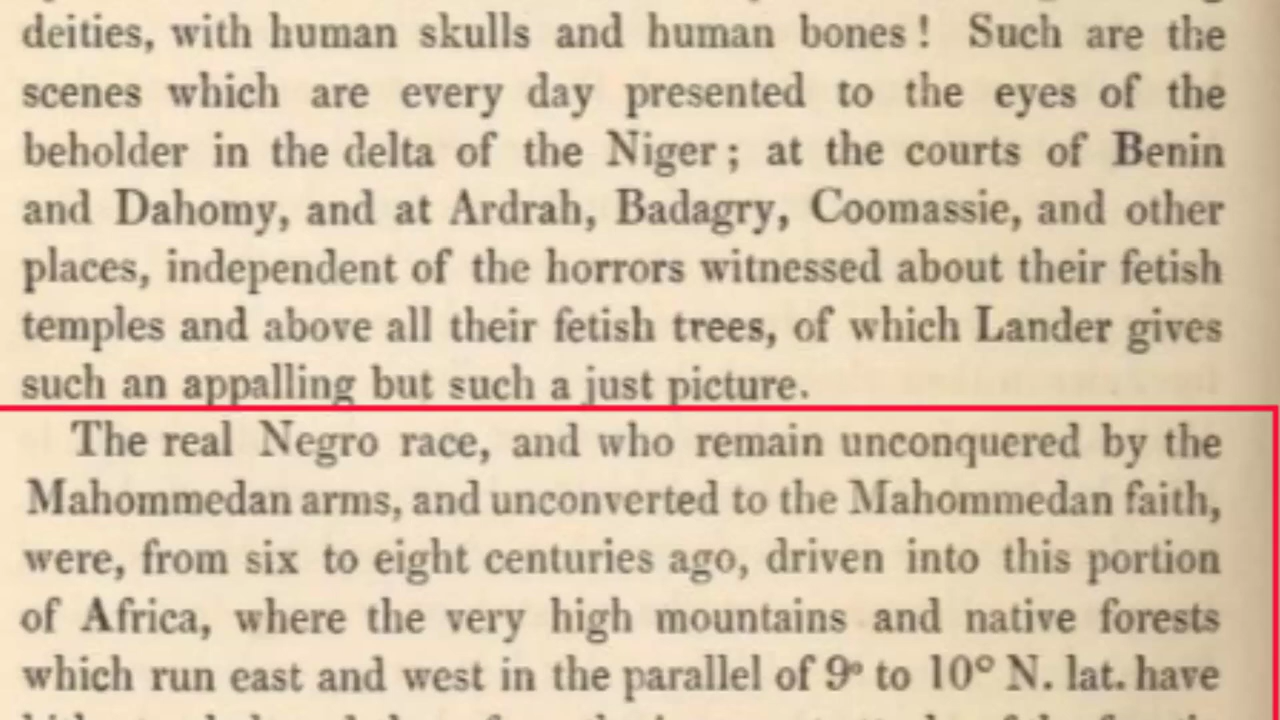 deities, with human skulls and human bones! Such are the
scenes which are every day presented to the eyes of the
beholder in the delta of the Niger; at the courts of Benin
and Dahomy, and at Ardrah, Badagry, Coomassie, and other
places, independent of the horrors witnessed about their fetish
temples and above all their fetish trees, of which Lander gives
such an appalling but such a just picture.
The real Negro race, and who remain unconquered by the
Mahommedan arms, and unconverted to the Mahommedan faith,
were, from six to eight centuries ago, driven into this portion
of Africa, where the very high mountains and native forests
which run east and west in the parallel of 9° to 10° N. lat. have